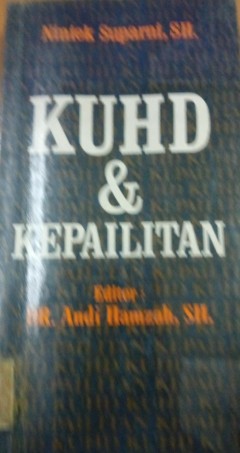 Niniek Suparni, SH.
KUHD
&
KEPAILITAN
Editor :
DR. Andi Hamzah, SH.